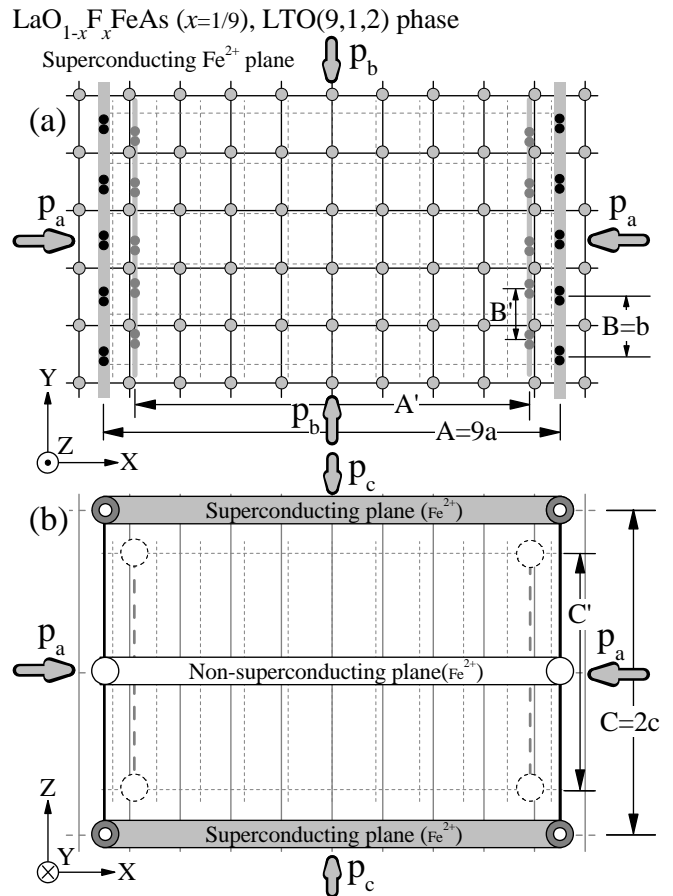 LaO1-xFxFeAs (x=1/9), LTO(9,1,2) phase
Superconducting Fe2+ plane
pb
(a)
pa
pa
B'
B=b
Y
Z
X
A'
pb
A=9a
pc
(b)
Superconducting plane (Fe2+)
C'
pa
Non-superconducting plane(Fe2+)
pa
C=2c
Z
Superconducting plane (Fe2+)
Y
X
pc